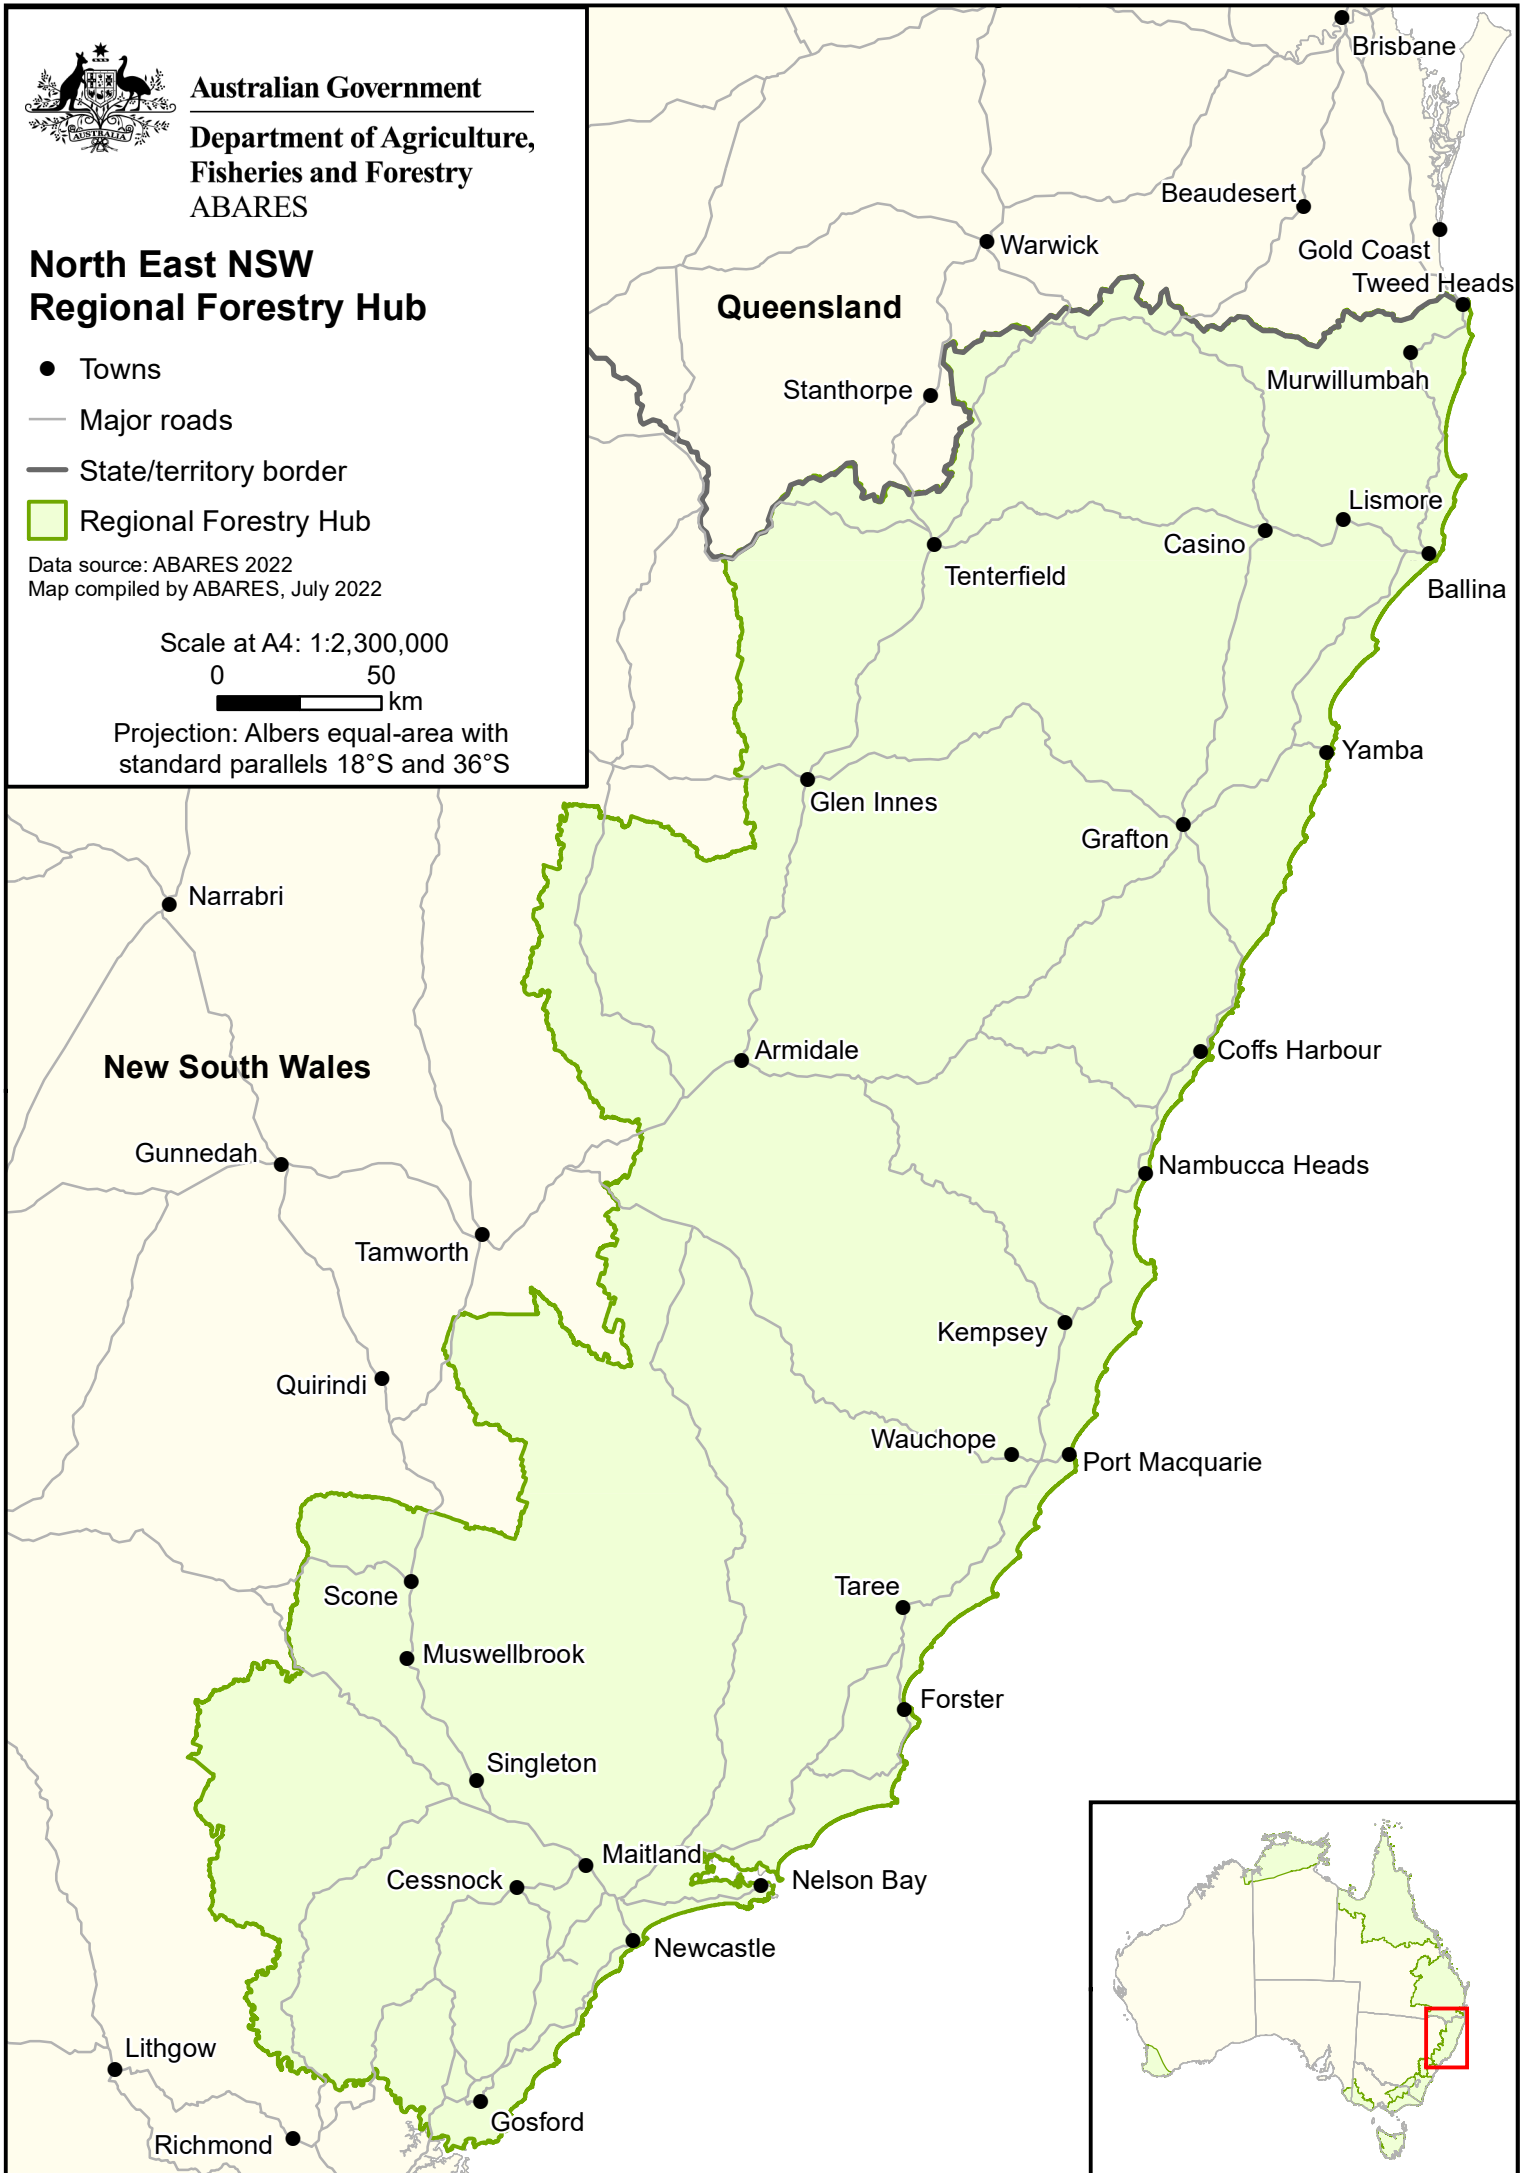 Australian Government
Department of Agriculture,
Fisheries and Forestry
ABARES
AUSTRALIA
North East NSW
Regional Forestry Hub
Towns
Major roads
State/territory border
Regional Forestry Hub
Data source: ABARES 2022
Map compiled by ABARES, July 2022
Scale at A4: 1:2,300,000
0 50
km
Projection: Albers equal-area with
standard parallels 18°S and 36°S
Brisbane
Beaudesert
Warwick
Gold Coast
Tweed Heads
Queensland
Murwillumbah
Stanthorpe
Lismore
Casino
Tenterfield
Ballina
Yamba
Glen Innes
Grafton
Narrabri
Armidale
Coffs Harbour
New South Wales
Gunnedah
Nambucca Heads
Tamworth
Kempsey
Quirindi
Wauchope
Port Macquarie
Taree
Scone
Muswellbrook
Forster
Singleton
Maitland
Cessnock
Nelson Bay
Newcastle
Lithgow
Gosford
Richmond